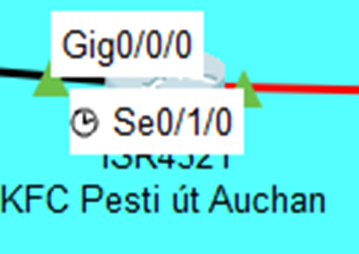 Gig0/0/0
Se0/1/0
ISR4321
KFC Pesti út Auchan